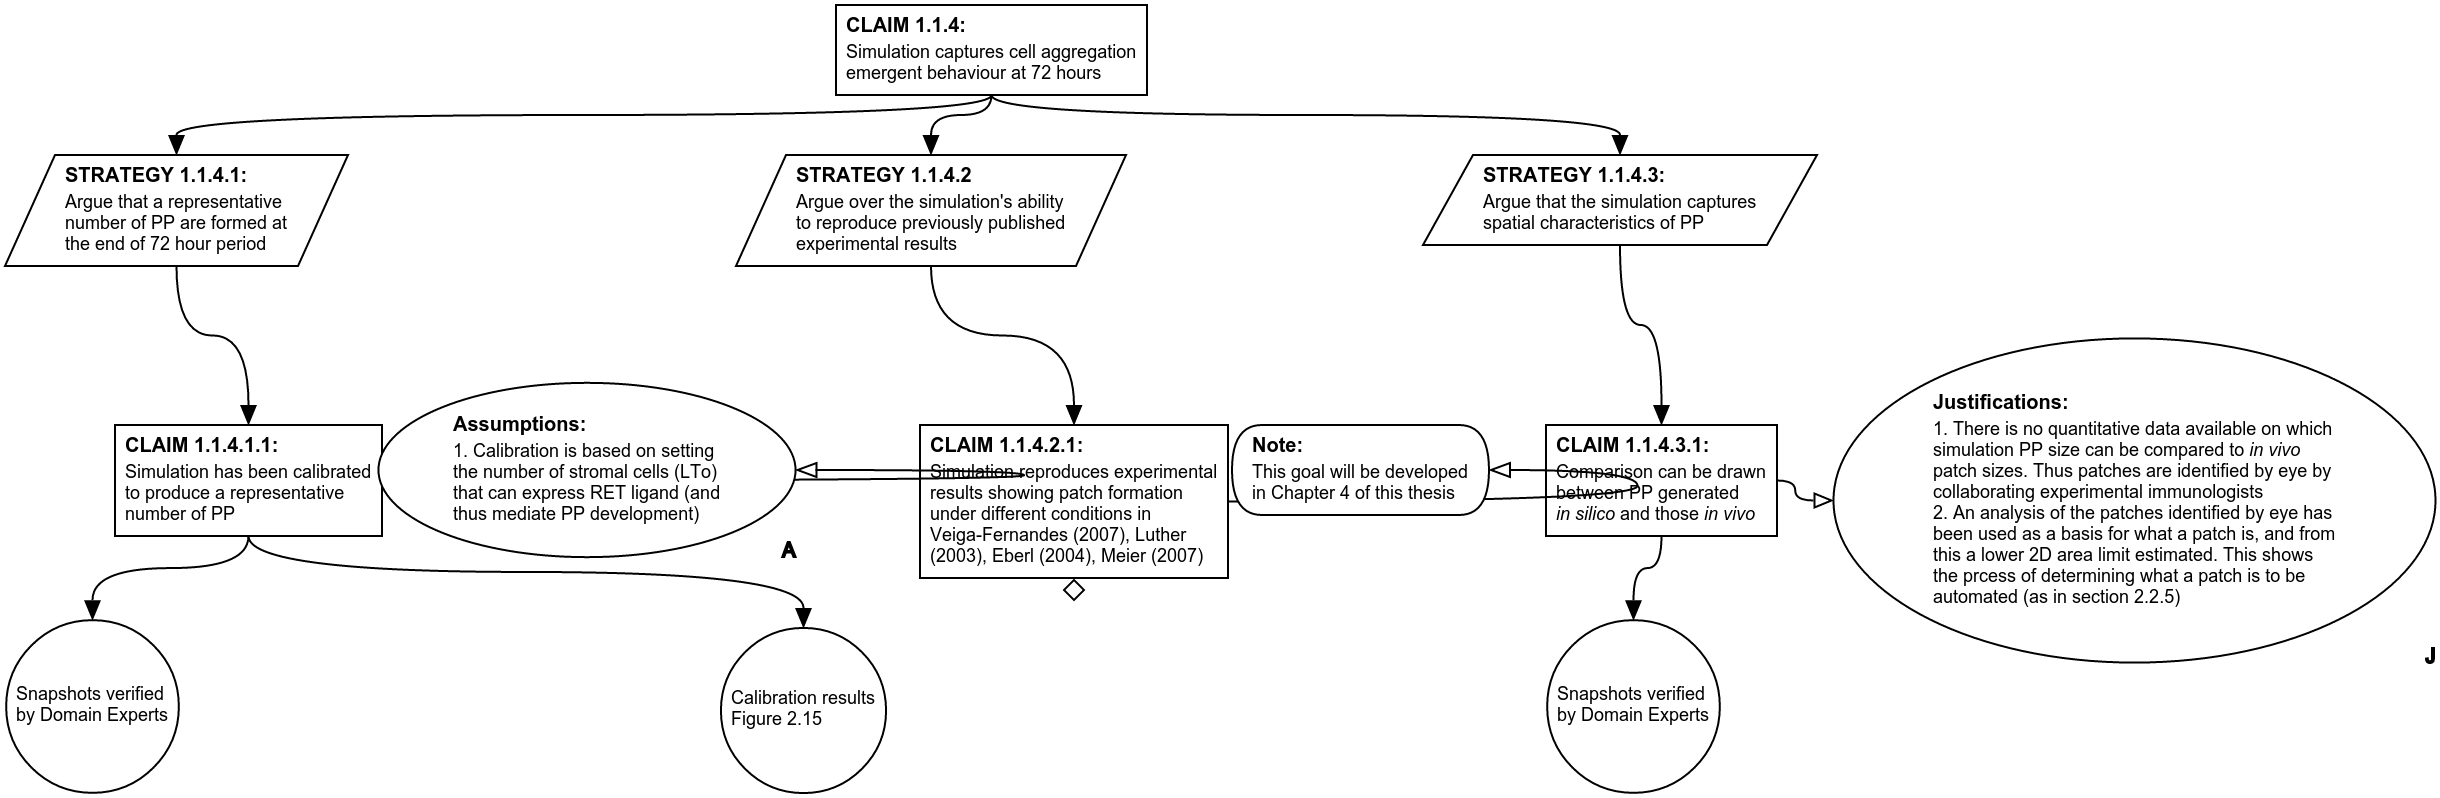 CLAIM 1.1.4:
Simulation captures cell aggregation
emergent behaviour at 72 hours
STRATEGY 1.1.4.1:
Argue that a representative
number of PP are formed at
the end of 72 hour period
STRATEGY 1.1.4.2
Argue over the simulation's ability
to reproduce previously published
experimental results
STRATEGY 1.1.4.3:
Argue that the simulation captures
spatial characteristics of PP
CLAIM 1.1.4.1.1:
Simulation has been calibrated
to produce a representative
number of PP
Assumptions:
1. Calibration is based on setting
the number of stromal cells (LTo)
that can express RET ligand (and
thus mediate PP development)
A
CLAIM 1.1.4.2.1:
Simulation reproduces experimental
results showing patch formation
under different conditions in
Veiga-Fernandes (2007), Luther
(2003), Eberl (2004), Meier (2007)
Note:
This goal will be developed
in Chapter 4 of this thesis
CLAIM 1.1.4.3.1:
Comparison can be drawn
between PP generated
in silico and those in vivo
Justifications:
1. There is no quantitative data available on which
simulation PP size can be compared to in vivo
patch sizes. Thus patches are identified by eye by
collaborating experimental immunologists
2. An analysis of the patches identified by eye has
been used as a basis for what a patch is, and from
this a lower 2D area limit estimated. This shows
the prcess of determining what a patch is to be
automated (as in section 2.2.5)
J
Snapshots verified
by Domain Experts
Calibration results
Figure 2.15
Snapshots verified
by Domain Experts